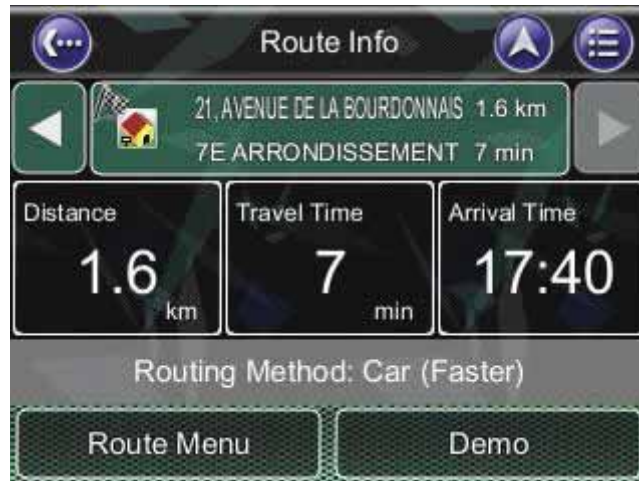 Route Info
21, AVENUE DE LA BOURDONNAIS 1.6 km
7E ARRONDISSEMENT 7 min
Distance Travel Time Arrival Time
1.6 km 7 min 17:40
Routing Method: Car (Faster)
Route Menu Demo